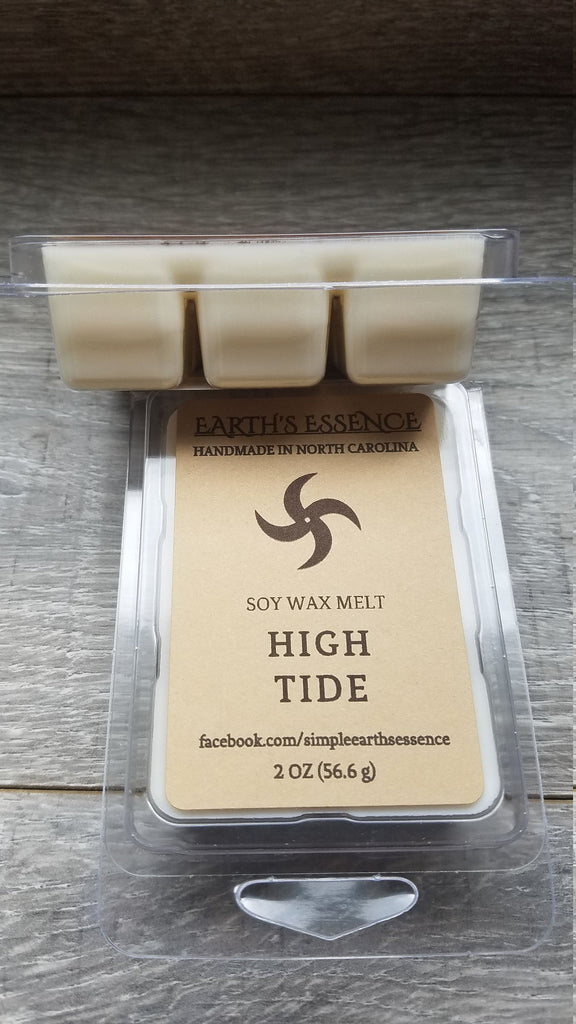 EARTH'S ESSENCE
HANDMADE IN NORTH CAROLINA
SOY WAX MELT
HIGH
TIDE
facebook.com/simpleearthsessence
2 OZ (56.6 g)